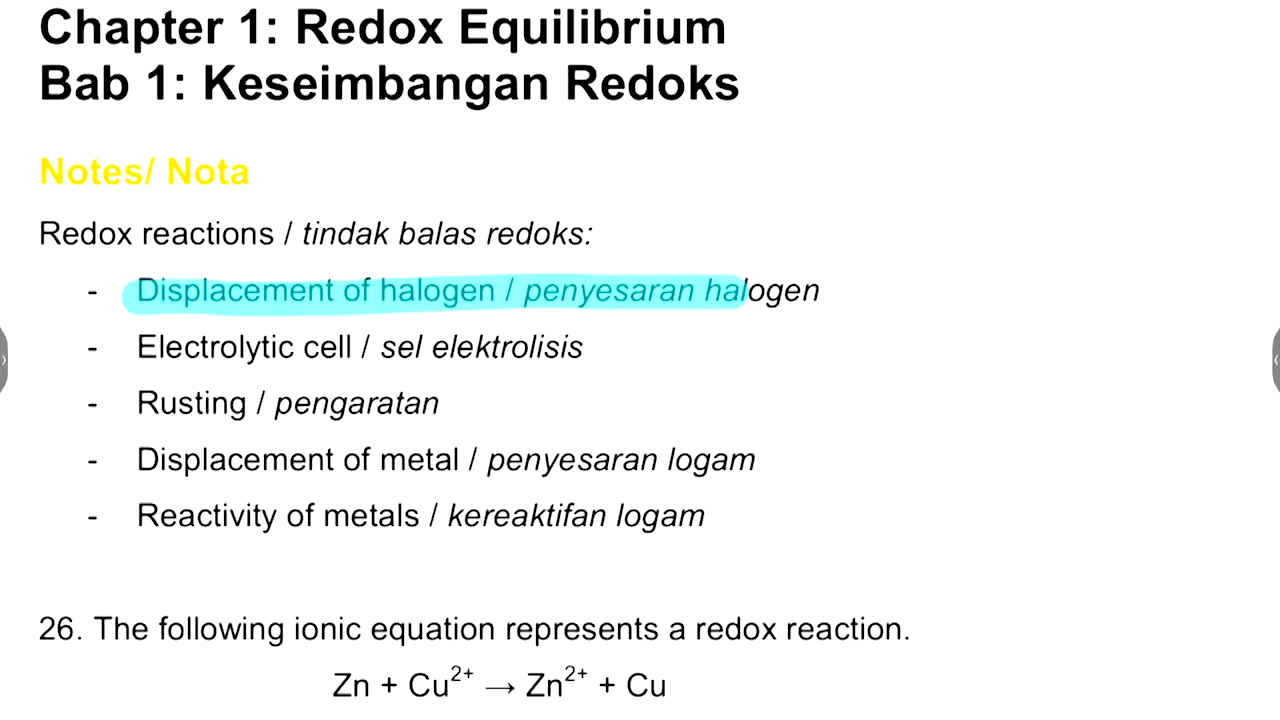 Chapter 1: Redox Equilibrium
Bab 1: Keseimbangan Redoks
Notes/ Nota
Redox reactions / tindak balas redoks:
- Displacement of halogen / penyesaran halogen
- Electrolytic cell / sel elektrolisis
- Rusting / pengaratan
- Displacement of metal / penyesaran logam
- Reactivity of metals / kereaktifan logam
26. The following ionic equation represents a redox reaction.
Zn + Cu²⁺ → Zn²⁺ + Cu